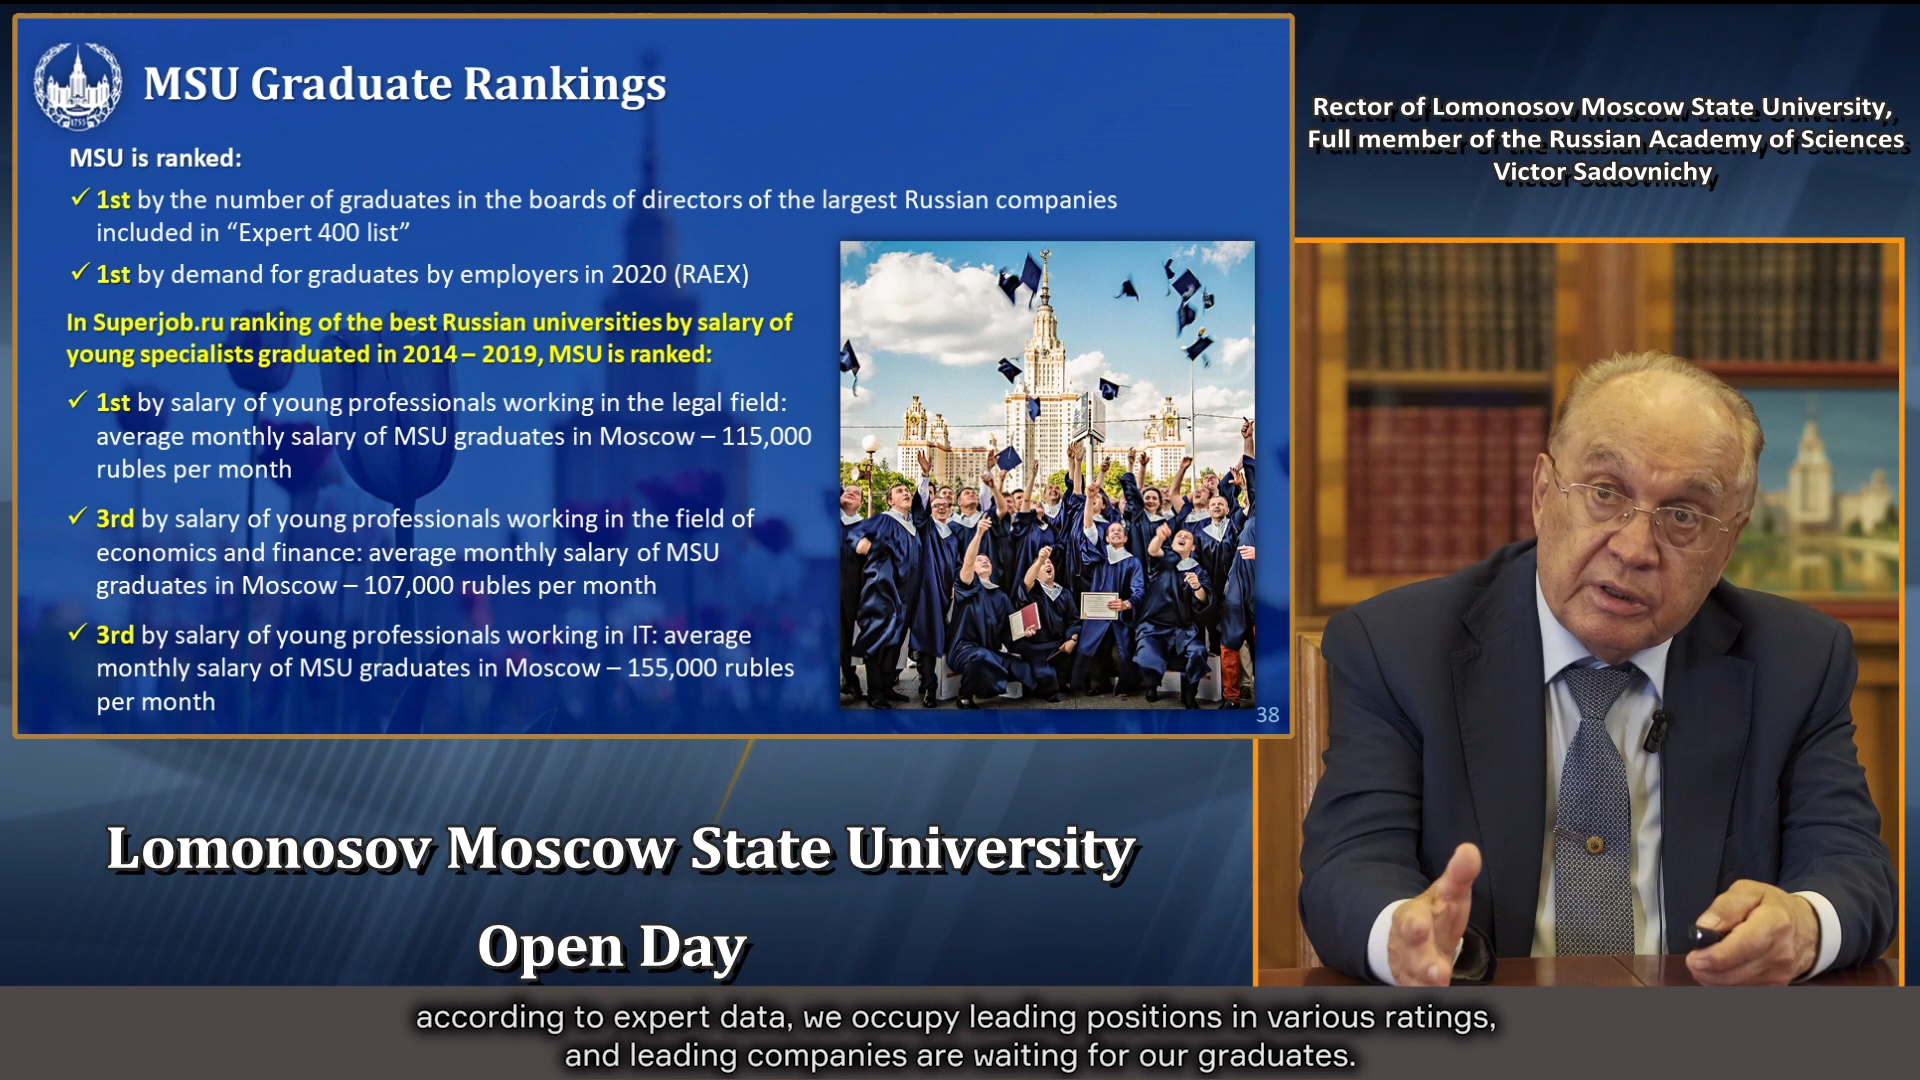 MSU Graduate Rankings
MSU is ranked:
✓ 1st by the number of graduates in the boards of directors of the largest Russian companies
included in “Expert 400 list”
✓ 1st by demand for graduates by employers in 2020 (RAEX)
In Superjob.ru ranking of the best Russian universities by salary of
young specialists graduated in 2014 – 2019, MSU is ranked:
✓ 1st by salary of young professionals working in the legal field:
average monthly salary of MSU graduates in Moscow – 115,000
rubles per month
✓ 3rd by salary of young professionals working in the field of
economics and finance: average monthly salary of MSU
graduates in Moscow – 107,000 rubles per month
✓ 3rd by salary of young professionals working in IT: average
monthly salary of MSU graduates in Moscow – 155,000 rubles
per month
38
1755
Rector of Lomonosov Moscow State University,
Full member of the Russian Academy of Sciences
Victor Sadovnichy
Lomonosov Moscow State University
Open Day
according to expert data, we occupy leading positions in various ratings,
and leading companies are waiting for our graduates.